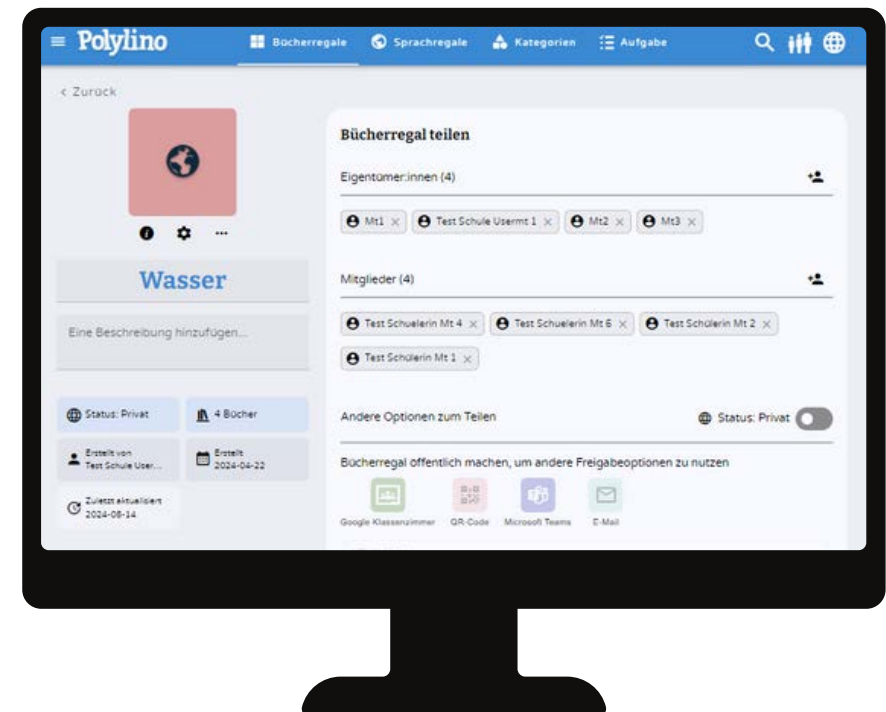 Polylino
Bücherregale
Sprachregale
Kategorien
Aufgabe
< Zurück
Wasser
Eine Beschreibung hinzufügen...
Status: Privat
4 Bücher
Erstellt von
Test Schule User...
Erstellt
2024-04-22
Zuletzt aktualisiert
2024-08-14
Bücherregal teilen
Eigentümer:innen (4)
Mt1 ×
Test Schule Usermt 1 ×
Mt2 ×
Mt3 ×
Mitglieder (4)
Test Schuelerin Mt 4 ×
Test Schuelerin Mt 6 ×
Test Schülerin Mt 2 ×
Test Schülerin Mt 1 ×
Andere Optionen zum Teilen
Status: Privat
Bücherregal öffentlich machen, um andere Freigabeoptionen zu nutzen
Google Klassenzimmer
QR-Code
Microsoft Teams
E-Mail